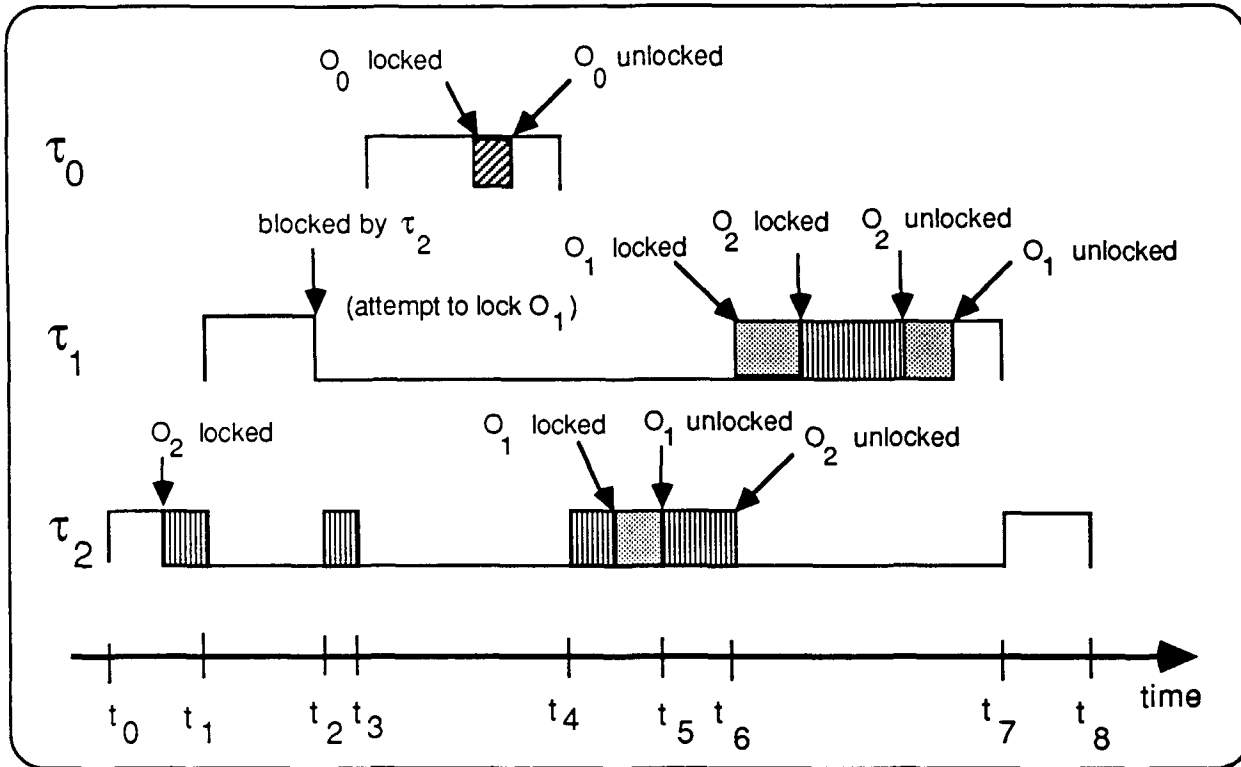 O0 locked
O0 unlocked
τ0
blocked by τ2
(attempt to lock O1)
O1 locked
O2 locked
O2 unlocked
O1 unlocked
τ1
O2 locked
O1 locked
O1 unlocked
O2 unlocked
τ2
t0 t1 t2 t3 t4 t5 t6 t7 t8
time